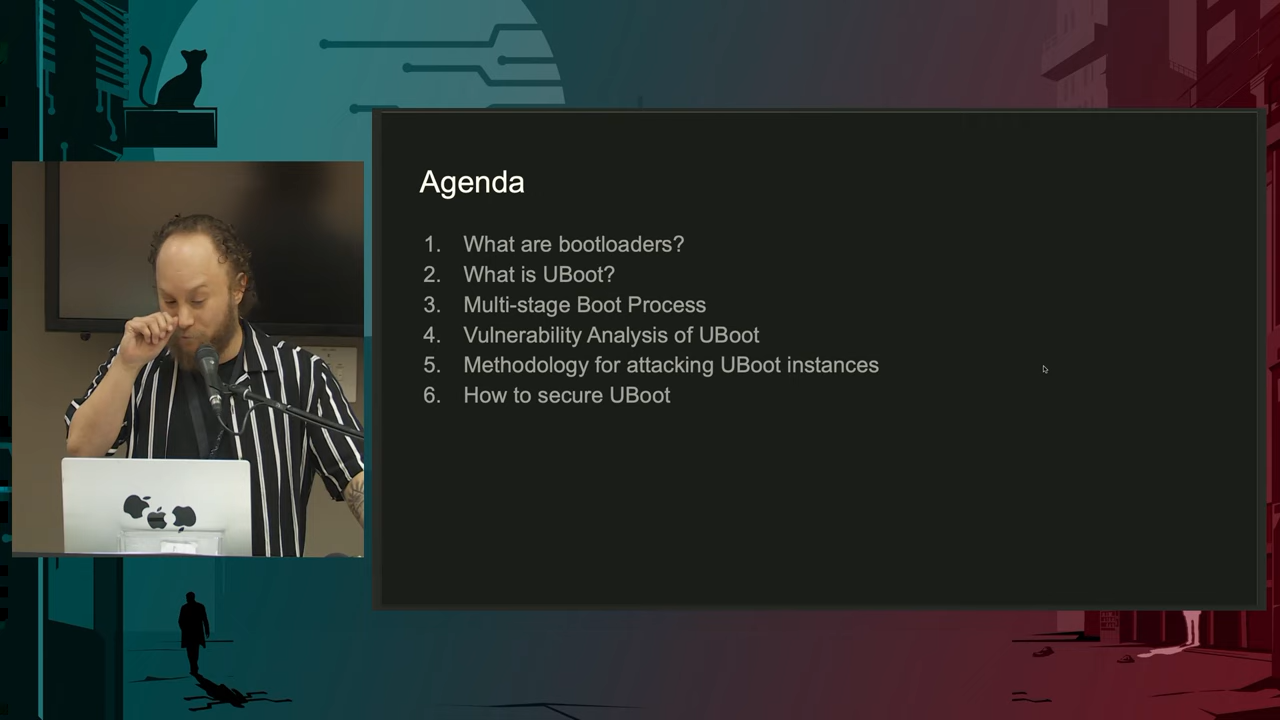 Agenda
1. What are bootloaders?
2. What is UBoot?
3. Multi-stage Boot Process
4. Vulnerability Analysis of UBoot
5. Methodology for attacking UBoot instances
6. How to secure UBoot